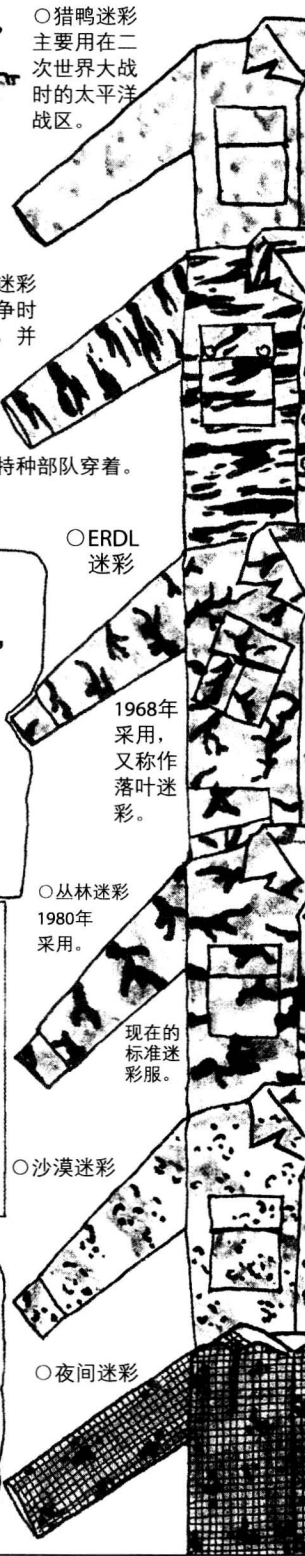 ○猎鸭迷彩
主要用在二
次世界大战
时的太平洋
战区。
迷彩
争时
并
特种部队穿着。
○ERDL
迷彩
1968年
采用，
又称作
落叶迷
彩。
○丛林迷彩
1980年
采用。
现在的
标准迷
彩服。
○沙漠迷彩
○夜间迷彩